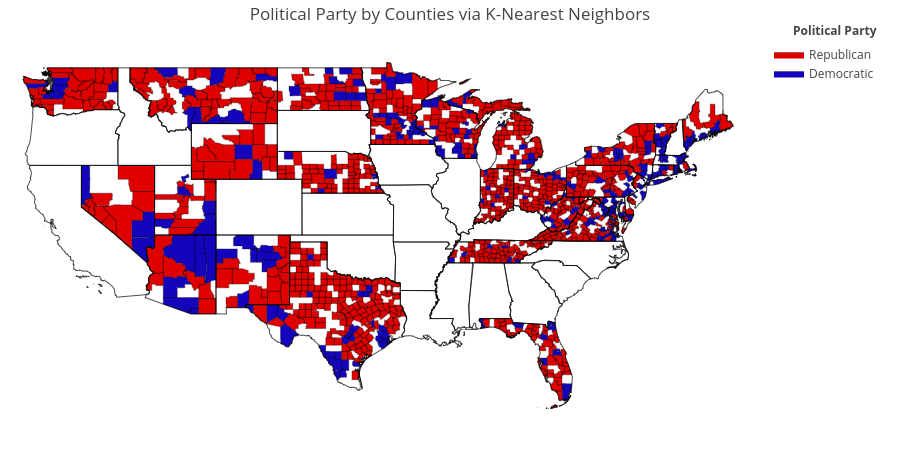 Political Party by Counties via K-Nearest Neighbors
Political Party
Republican
Democratic